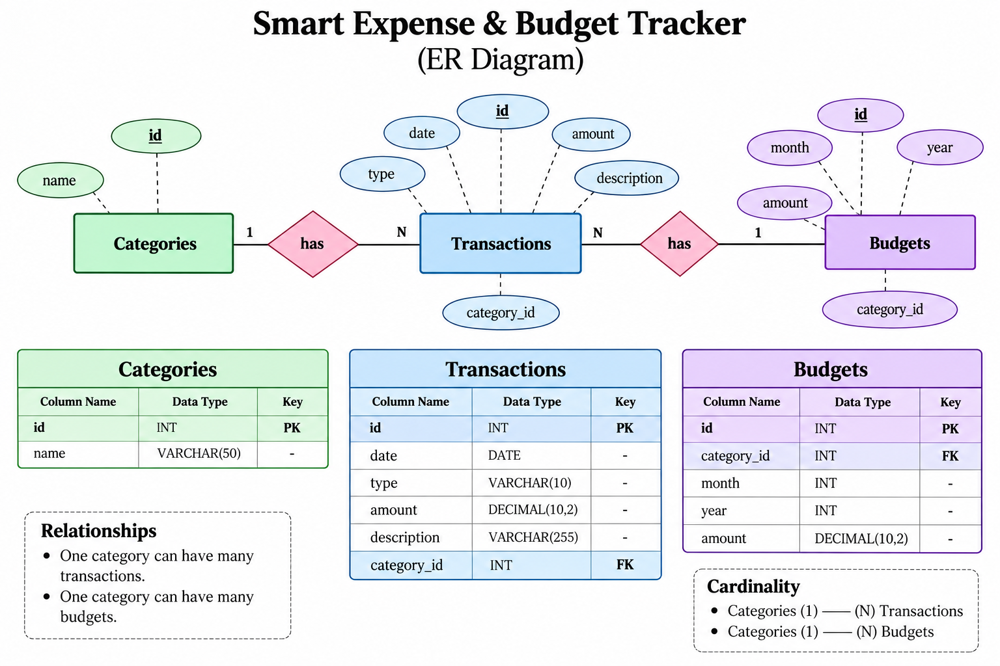 Smart Expense & Budget Tracker
(ER Diagram)
id
name
id
date
amount
type
description
id
month
year
amount
Categories
1
has
N
Transactions
N
has
1
Budgets
category_id
category_id
Categories
Column Name Data Type Key
id INT PK
name VARCHAR(50) -
Transactions
Column Name Data Type Key
id INT PK
date DATE -
type VARCHAR(10) -
amount DECIMAL(10,2) -
description VARCHAR(255) -
category_id INT FK
Budgets
Column Name Data Type Key
id INT PK
category_id INT FK
month INT -
year INT -
amount DECIMAL(10,2) -
Relationships
• One category can have many
transactions.
• One category can have many
budgets.
Cardinality
• Categories (1) —— (N) Transactions
• Categories (1) —— (N) Budgets